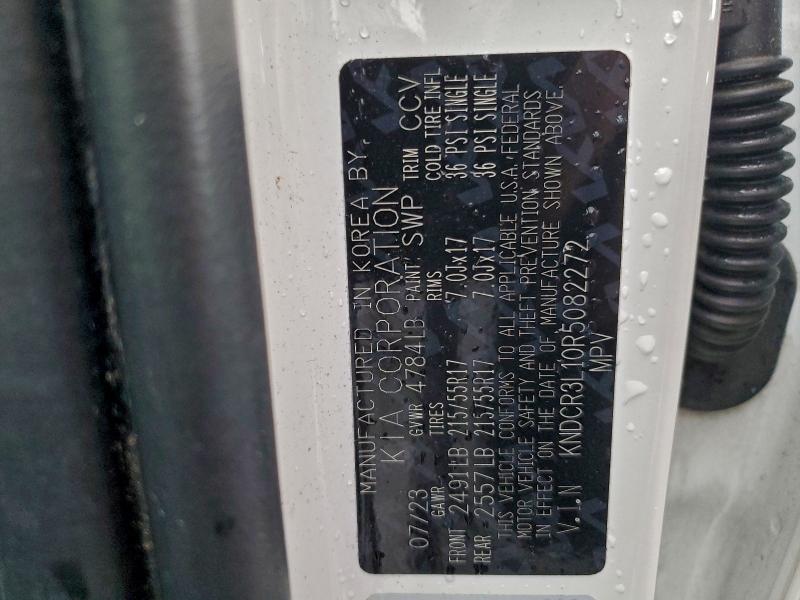 MANUFACTURED IN KOREA BY
KIA CORPORATION
07/23 GVWR 4784LB PAINT SWP TRIM CCV
GAWR TIRES RIMS COLD TIRE INFL
FRONT 2491LB 215/55R17 7.0Jx17 36 PSI SINGLE
REAR 2557LB 215/55R17 7.0Jx17 36 PSI SINGLE
THIS VEHICLE CONFORMS TO ALL APPLICABLE U.S.A. FEDERAL
MOTOR VEHICLE SAFETY AND THEFT PREVENTION STANDARDS
IN EFFECT ON THE DATE OF MANUFACTURE SHOWN ABOVE.
V.I.N KNDCR3L10R5082272
MPV